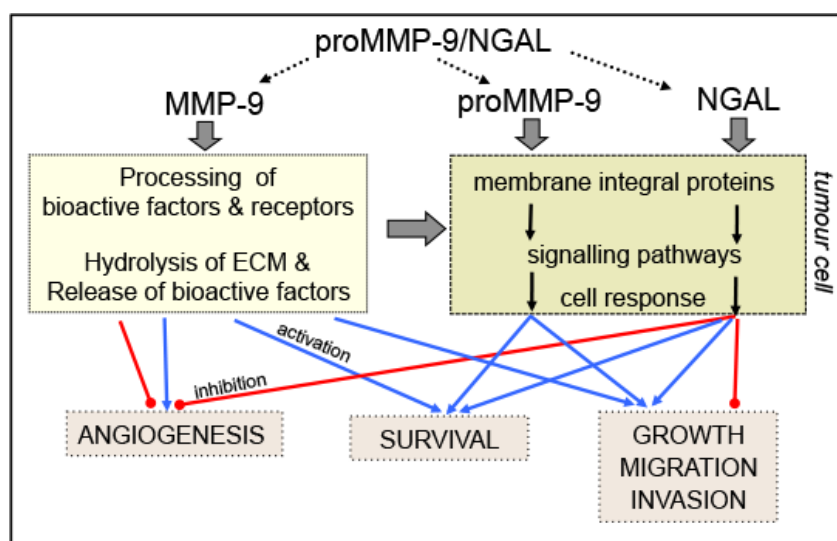 proMMP-9/NGAL
MMP-9
proMMP-9
NGAL
Processing of
bioactive factors & receptors
Hydrolysis of ECM &
Release of bioactive factors
membrane integral proteins
signalling pathways
cell response
tumour cell
activation
inhibition
ANGIOGENESIS
SURVIVAL
GROWTH
MIGRATION
INVASION